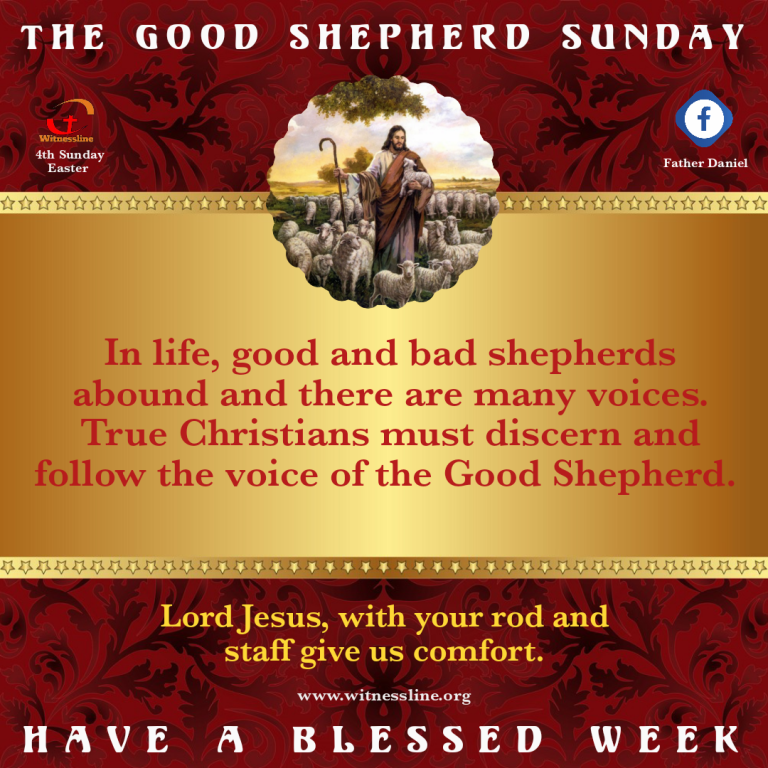 THE GOOD SHEPHERD SUNDAY
Witnessline
4th Sunday
Easter
f
Father Daniel
In life, good and bad shepherds
abound and there are many voices.
True Christians must discern and
follow the voice of the Good Shepherd.
Lord Jesus, with your rod and
staff give us comfort.
www.witnessline.org
HAVE A BLESSED WEEK